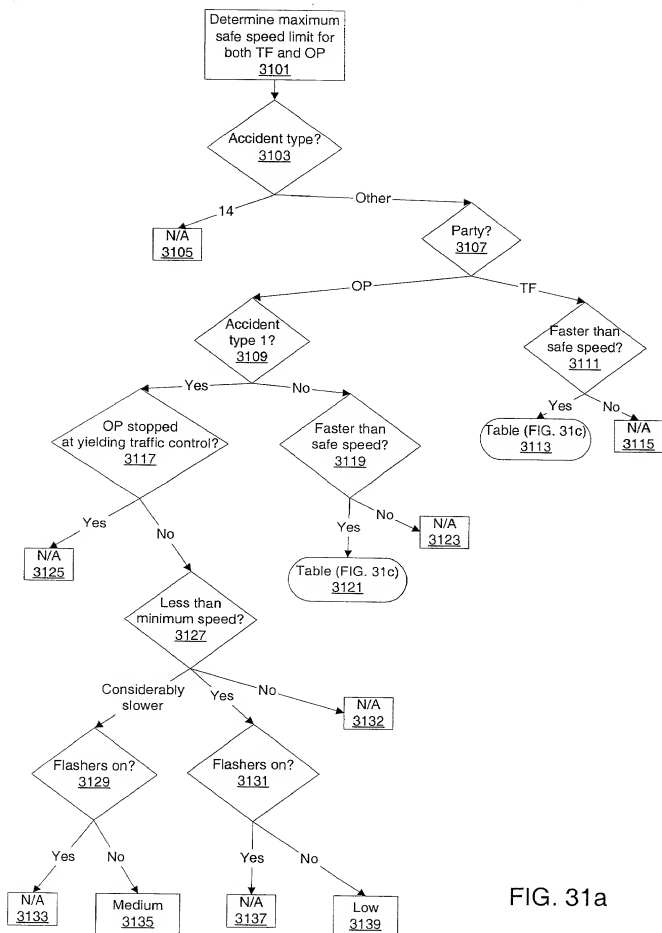 Determine maximum
safe speed limit for
both TF and OP
3101
Accident type?
3103
14
Other
N/A
3105
Party?
3107
OP
TF
Accident
type 1?
3109
Faster than
safe speed?
3111
Yes
No
Yes
No
Table (FIG. 31c)
3113
N/A
3115
OP stopped
at yielding traffic control?
3117
Faster than
safe speed?
3119
Yes
No
Yes
No
N/A
3123
N/A
3125
Table (FIG. 31c)
3121
Less than
minimum speed?
3127
Considerably
slower
Yes
No
N/A
3132
Flashers on?
3129
Flashers on?
3131
Yes
No
Yes
No
N/A
3133
Medium
3135
N/A
3137
Low
3139
FIG. 31a